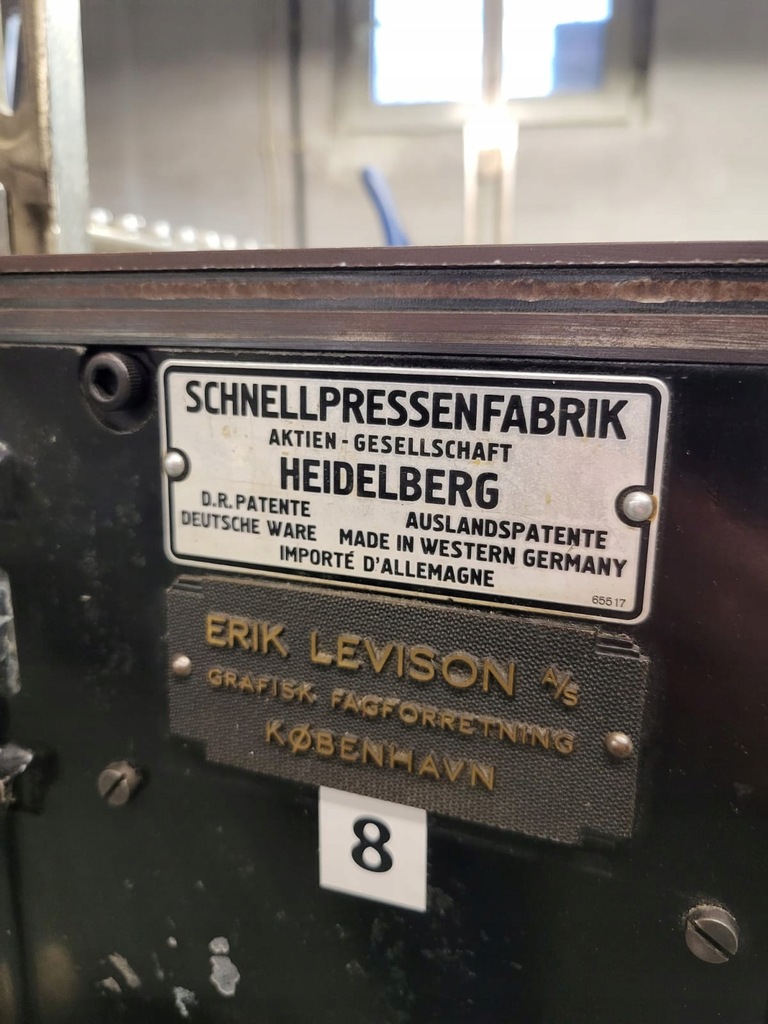 SCHNELLPRESSENFABRIK
AKTIEN-GESELLSCHAFT
HEIDELBERG
D.R.PATENTE AUSLANDSPATENTE
DEUTSCHE WARE MADE IN WESTERN GERMANY
IMPORTÉ D'ALLEMAGNE
65517
ERIK LEVISON A/S
GRAFISK FAGFORRETNING
KØBENHAVN
8